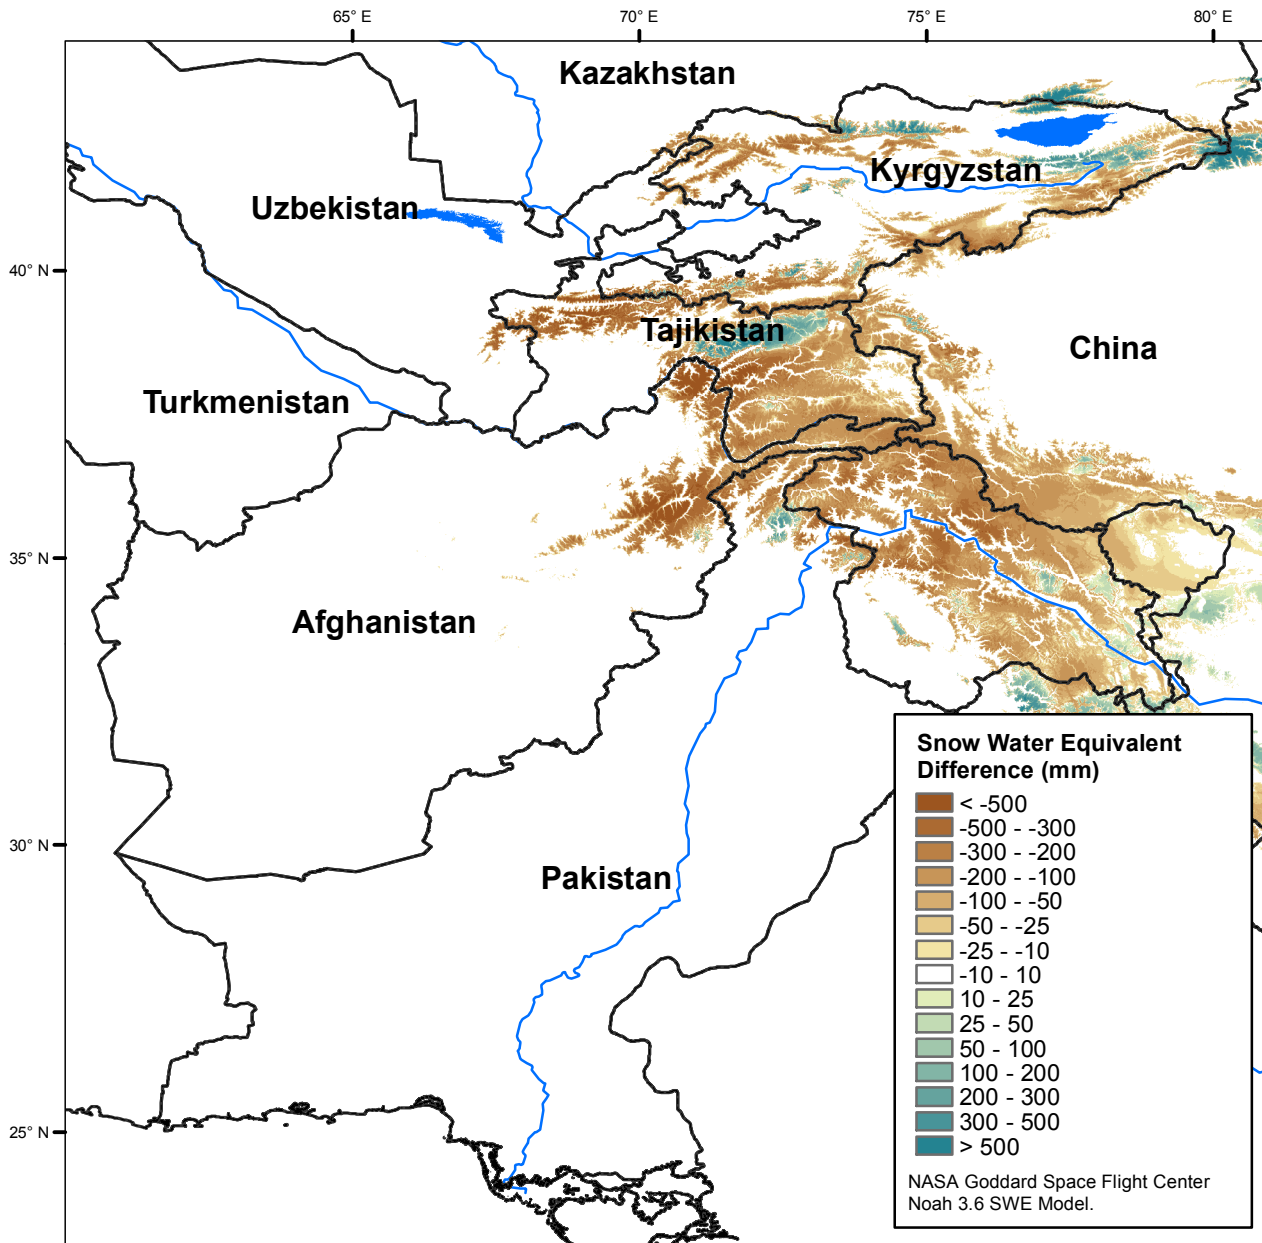 65° E
70° E
75° E
80° E
Kazakhstan
Kyrgyzstan
Uzbekistan
40° N
Tajikistan
China
Turkmenistan
35° N
Afghanistan
30° N
Pakistan
25° N
Snow Water Equivalent
Difference (mm)
< -500
-500 - -300
-300 - -200
-200 - -100
-100 - -50
-50 - -25
-25 - -10
-10 - 10
10 - 25
25 - 50
50 - 100
100 - 200
200 - 300
300 - 500
> 500
NASA Goddard Space Flight Center
Noah 3.6 SWE Model.